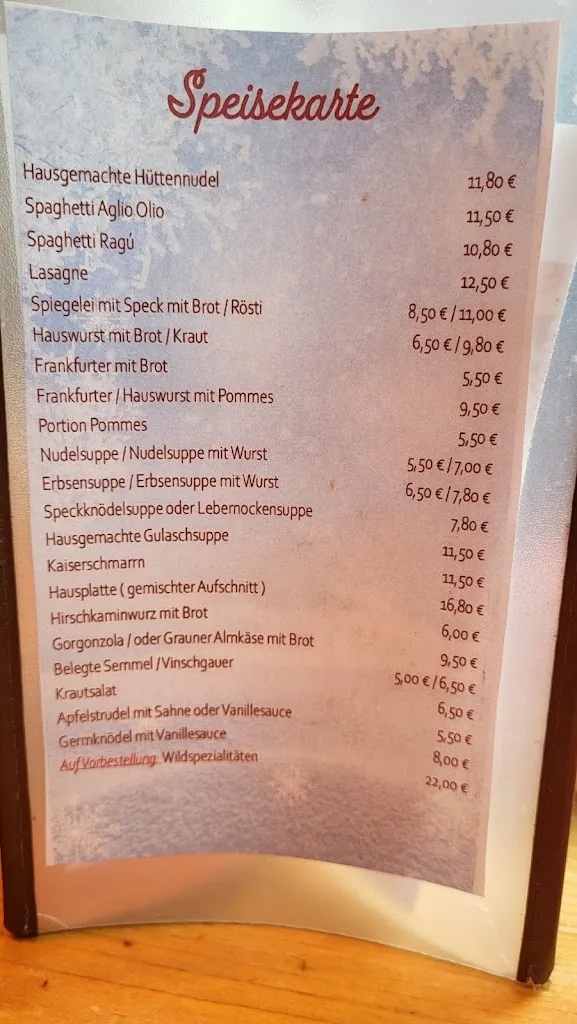 Speisekarte
Hausgemachte Hüttennudel 11,80 €
Spaghetti Aglio Olio 11,50 €
Spaghetti Ragú 10,80 €
Lasagne 12,50 €
Spiegelei mit Speck mit Brot / Rösti 8,50 € / 11,00 €
Hauswurst mit Brot / Kraut 6,50 € / 9,80 €
Frankfurter mit Brot 5,50 €
Frankfurter / Hauswurst mit Pommes 9,50 €
Portion Pommes 5,50 €
Nudelsuppe / Nudelsuppe mit Wurst 5,50 € / 7,00 €
Erbsensuppe / Erbsensuppe mit Wurst 6,50 € / 7,80 €
Speckknödelsuppe oder Lebernockensuppe 7,80 €
Hausgemachte Gulaschsuppe 11,50 €
Kaiserschmarrn 11,50 €
Hausplatte ( gemischter Aufschnitt ) 16,80 €
Hirschkaminwurz mit Brot 6,00 €
Gorgonzola / oder Grauner Almkäse mit Brot 9,50 €
Belegte Semmel / Vinschgauer 5,00 € / 6,50 €
Krautsalat 6,50 €
Apfelstrudel mit Sahne oder Vanillesauce 5,50 €
Germknödel mit Vanillesauce 8,00 €
Auf Vorbestellung: Wildspezialitäten 22,00 €